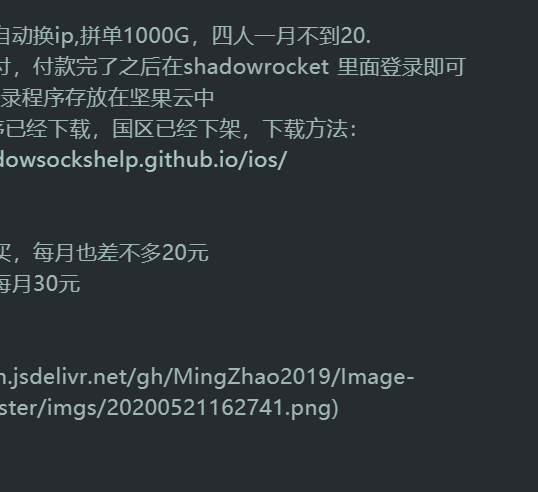 自动换ip,拼单1000G，四人一月不到20.
付，付款完了之后在shadowrocket 里面登录即可
录程序存放在坚果云中
已经下载，国区已经下架，下载方法：
dowsockshelp.github.io/ios/
买，每月也差不多20元
每月30元
n.jsdelivr.net/gh/MingZhao2019/Image-
ster/imgs/20200521162741.png)